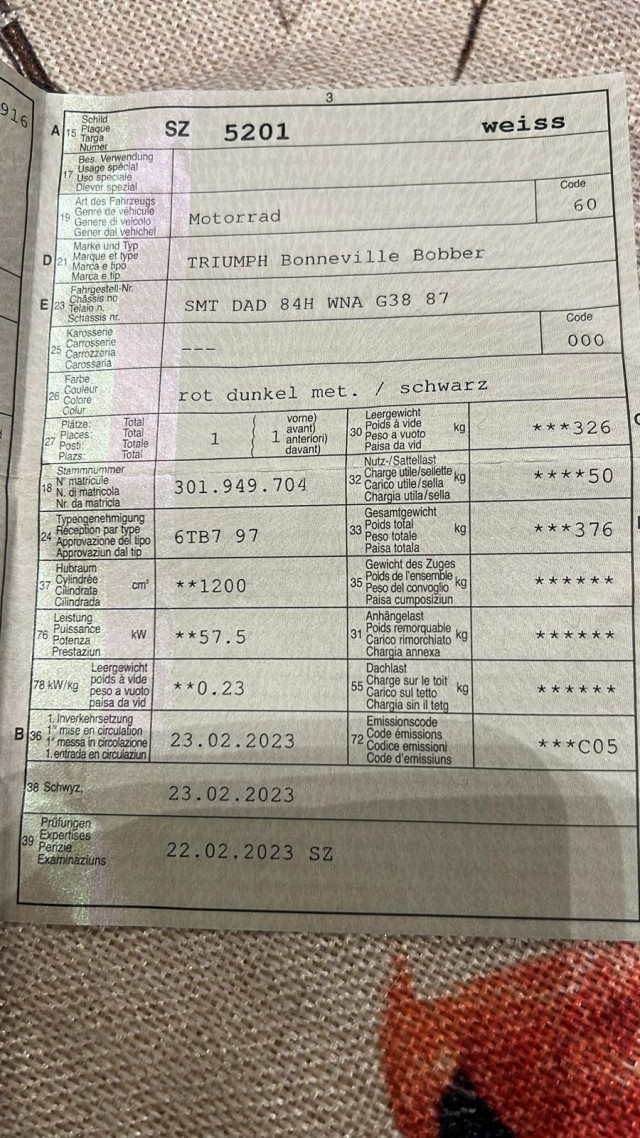 916
3
A 15 Schild SZ 5201 weiss
Plaque
Targa
Numer
17 Bes. Verwendung
Usage spécial
Uso speciale
Diever spezial
19 Art des Fahrzeugs Motorrad Code
Genre de véhicule 60
Genere di veicolo
Gener dal vehichel
D 21 Marke und Typ TRIUMPH Bonneville Bobber
Marque et type
Marca e tipo
Marca e tip
E 23 Fahrgestell-Nr. SMT DAD 84H WNA G38 87
Châssis no
Telaio n.
Schassis nr.
25 Karosserie --- Code
Carrosserie 000
Carrozzeria
Carossaria
26 Farbe rot dunkel met. / schwarz
Couleur
Colore
Colur
27 Plätze: Total 1 { 1 vorne)
Places: Total avant)
Posti: Totale anteriori)
Plazs: Total davant)
30 Leergewicht kg ***326
Poids à vide
Peso a vuoto
Paisa da vid
18 Stammnummer 301.949.704
N° matricule
N. di matricola
Nr. da matricla
32 Nutz-/Sattellast kg ****50
Charge utile/sellette
Carico utile/sella
Chargia utila/sella
24 Typengenehmigung 6TB7 97
Réception par type
Approvazione del tipo
Approvaziun dal tip
33 Gesamtgewicht kg ***376
Poids total
Peso totale
Paisa totala
37 Hubraum cm³ **1200
Cylindrée
Cilindrata
Cilindrada
35 Gewicht des Zuges kg ******
Poids de l'ensemble
Peso del convoglio
Paisa cumposiziun
76 Leistung kW **57.5
Puissance
Potenza
Prestaziun
31 Anhängelast kg ******
Poids remorquable
Carico rimorchiato
Chargia annexa
78 kW/kg Leergewicht **0.23
poids à vide
peso a vuoto
paisa da vid
55 Dachlast kg ******
Charge sur le toit
Carico sul tetto
Chargia sin il tetg
B 36 1. Inverkehrsetzung 23.02.2023
1re mise en circulation
1a messa in circolazione
1. entrada en circulaziun
72 Emissionscode ***C05
Code émissions
Codice emissioni
Code d'emissiuns
38 Schwyz, 23.02.2023
39 Prüfungen 22.02.2023 SZ
Expertises
Perizie
Examinaziuns